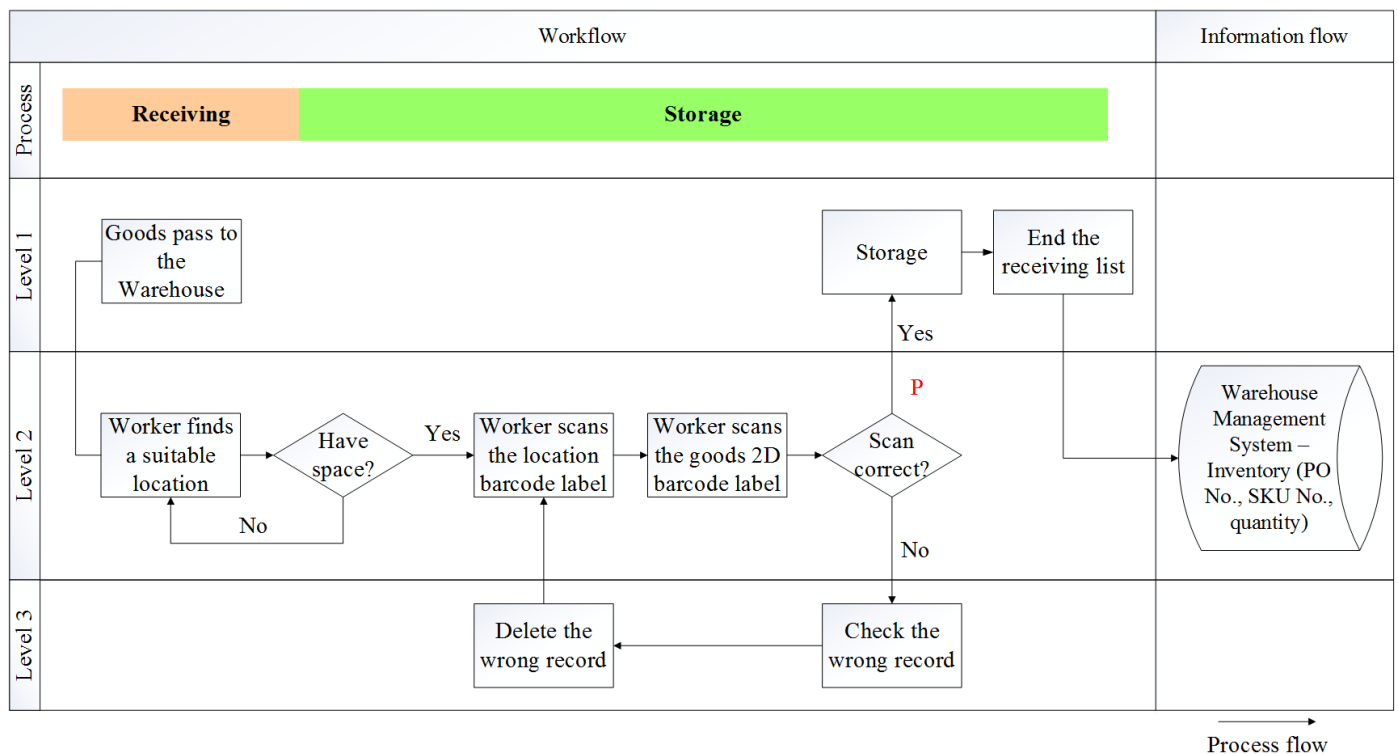 Workflow
Information flow
Process
Receiving
Storage
Level 1
Goods pass to
the
Warehouse
Storage
End the
receiving list
Yes
Level 2
Worker finds
a suitable
location
Have
space?
Yes
No
Worker scans
the location
barcode label
Worker scans
the goods 2D
barcode label
P
Scan
correct?
No
Warehouse
Management
System –
Inventory (PO
No., SKU No.,
quantity)
Level 3
Delete the
wrong record
Check the
wrong record
Process flow